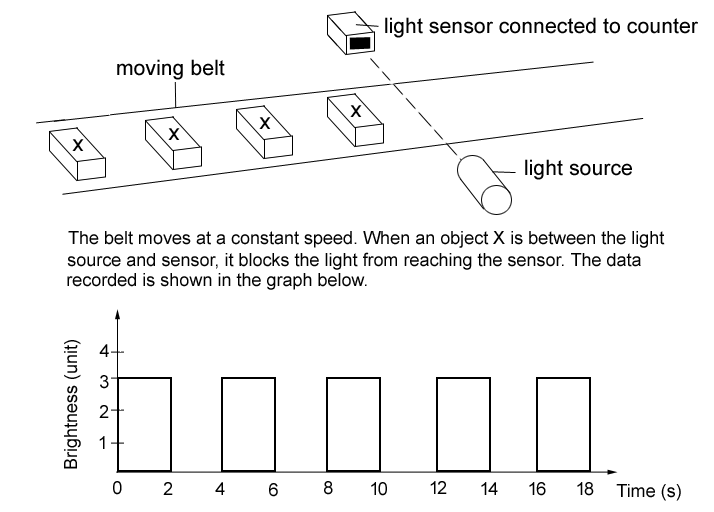 light sensor connected to counter
moving belt
X X X X
light source
The belt moves at a constant speed. When an object X is between the light
source and sensor, it blocks the light from reaching the sensor. The data
recorded is shown in the graph below.
Brightness (unit)
4
3
2
1
0 2 4 6 8 10 12 14 16 18 Time (s)